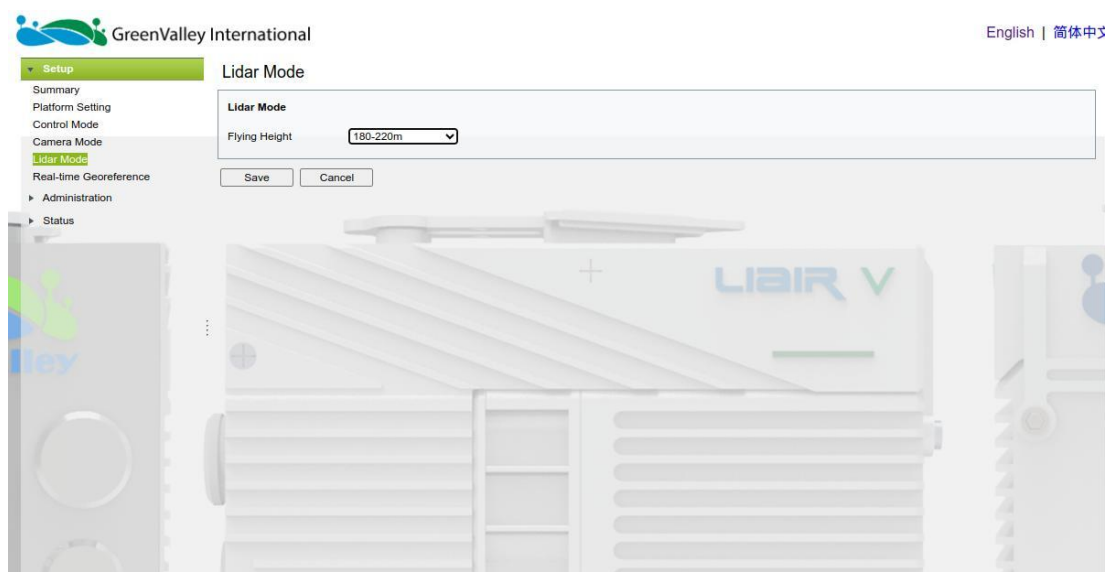 GreenValley International
English | 简体中文
Setup
Summary
Platform Setting
Control Mode
Camera Mode
Lidar Mode
Real-time Georeference
Administration
Status
Lidar Mode
Lidar Mode
Flying Height 180-220m
Save Cancel
LiAIR V
lley